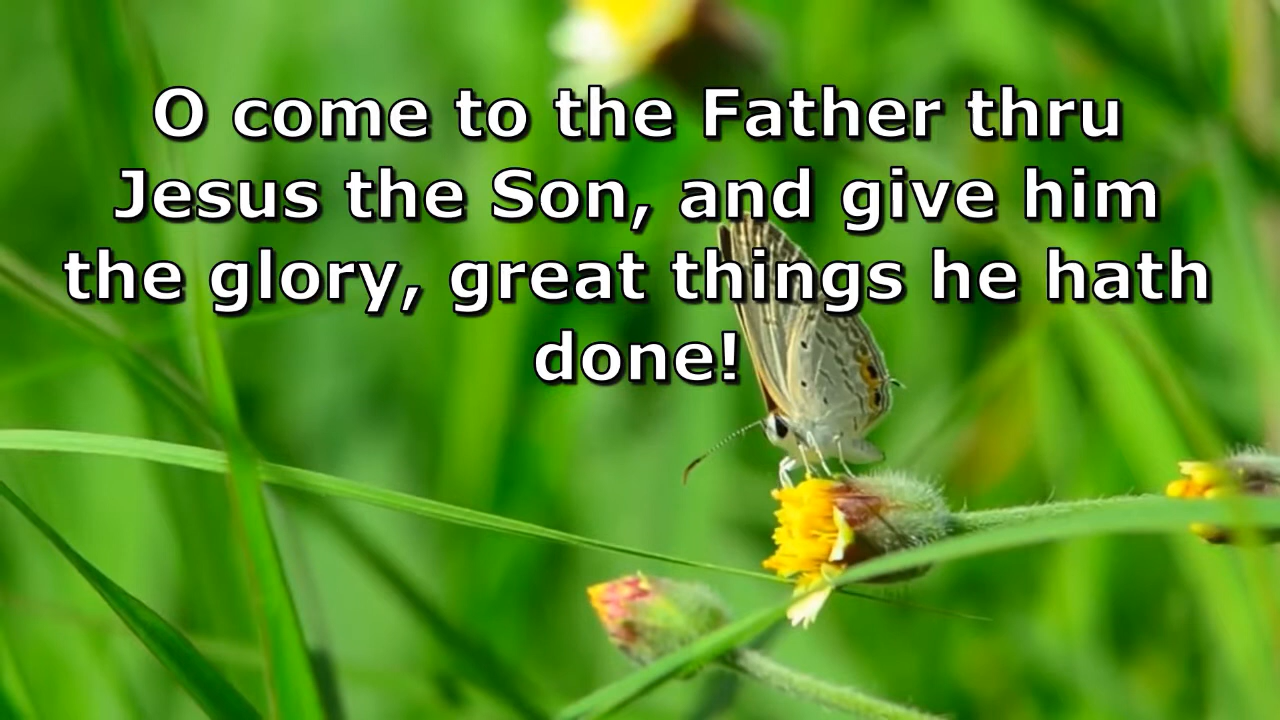 O come to the Father thru
Jesus the Son, and give him
the glory, great things he hath
done!